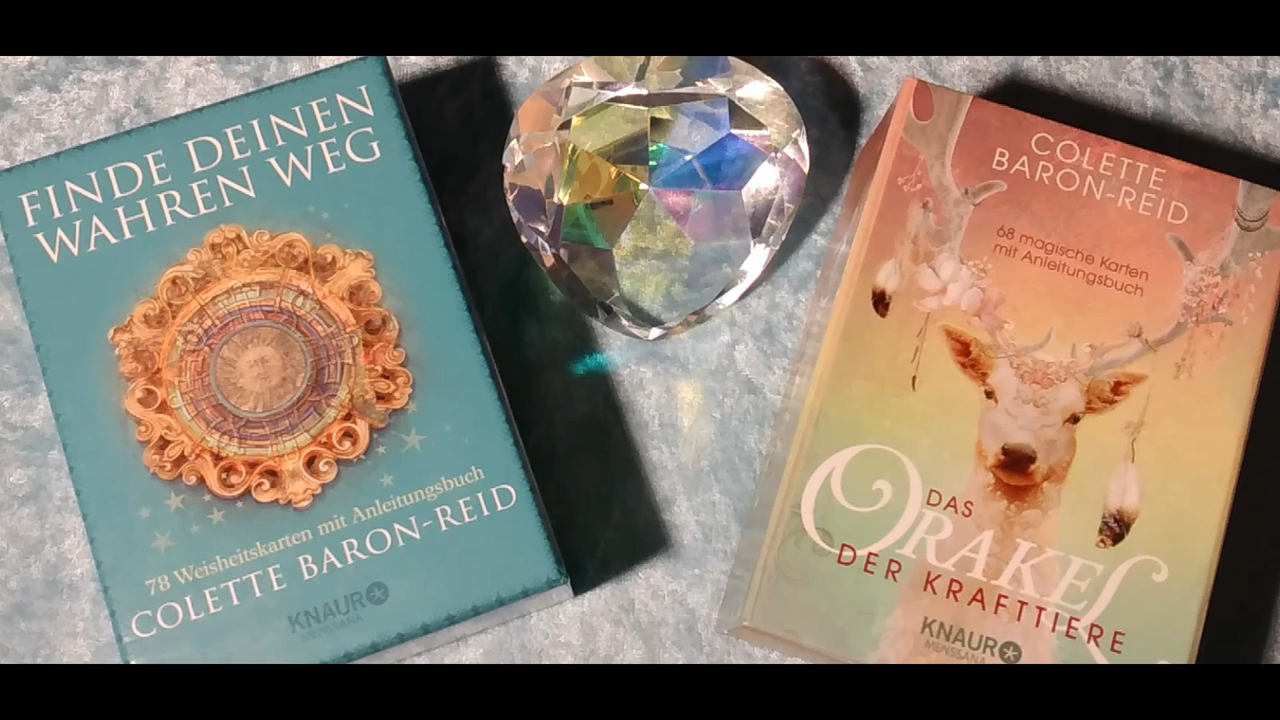 FINDE DEINEN
WAHREN WEG
78 Weisheitskarten mit Anleitungsbuch
COLETTE BARON-REID
KNAUR
MENSSANA
COLETTE
BARON-REID
68 magische Karten
mit Anleitungsbuch
DAS
ORAKEL
DER KRAFTTIERE
KNAUR
MENSSANA